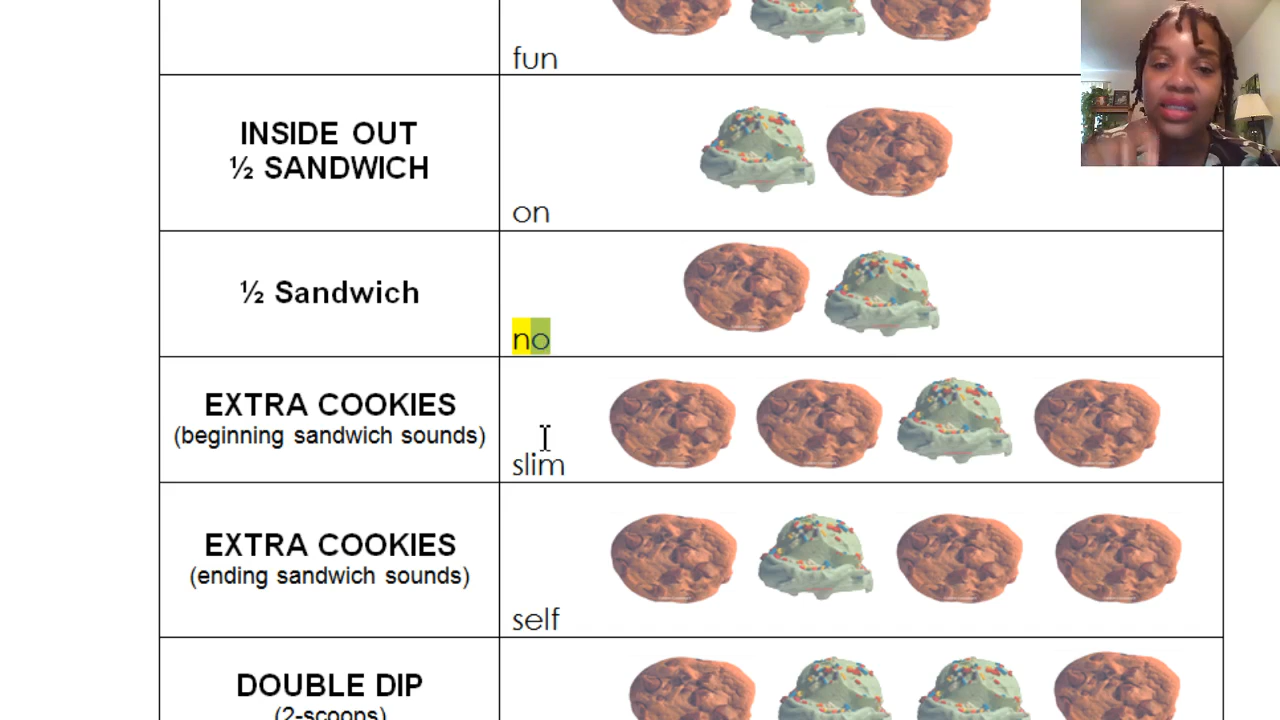 fun
INSIDE OUT
½ SANDWICH
on
½ Sandwich
no
EXTRA COOKIES
(beginning sandwich sounds)
slim
EXTRA COOKIES
(ending sandwich sounds)
self
DOUBLE DIP
(2-scoops)